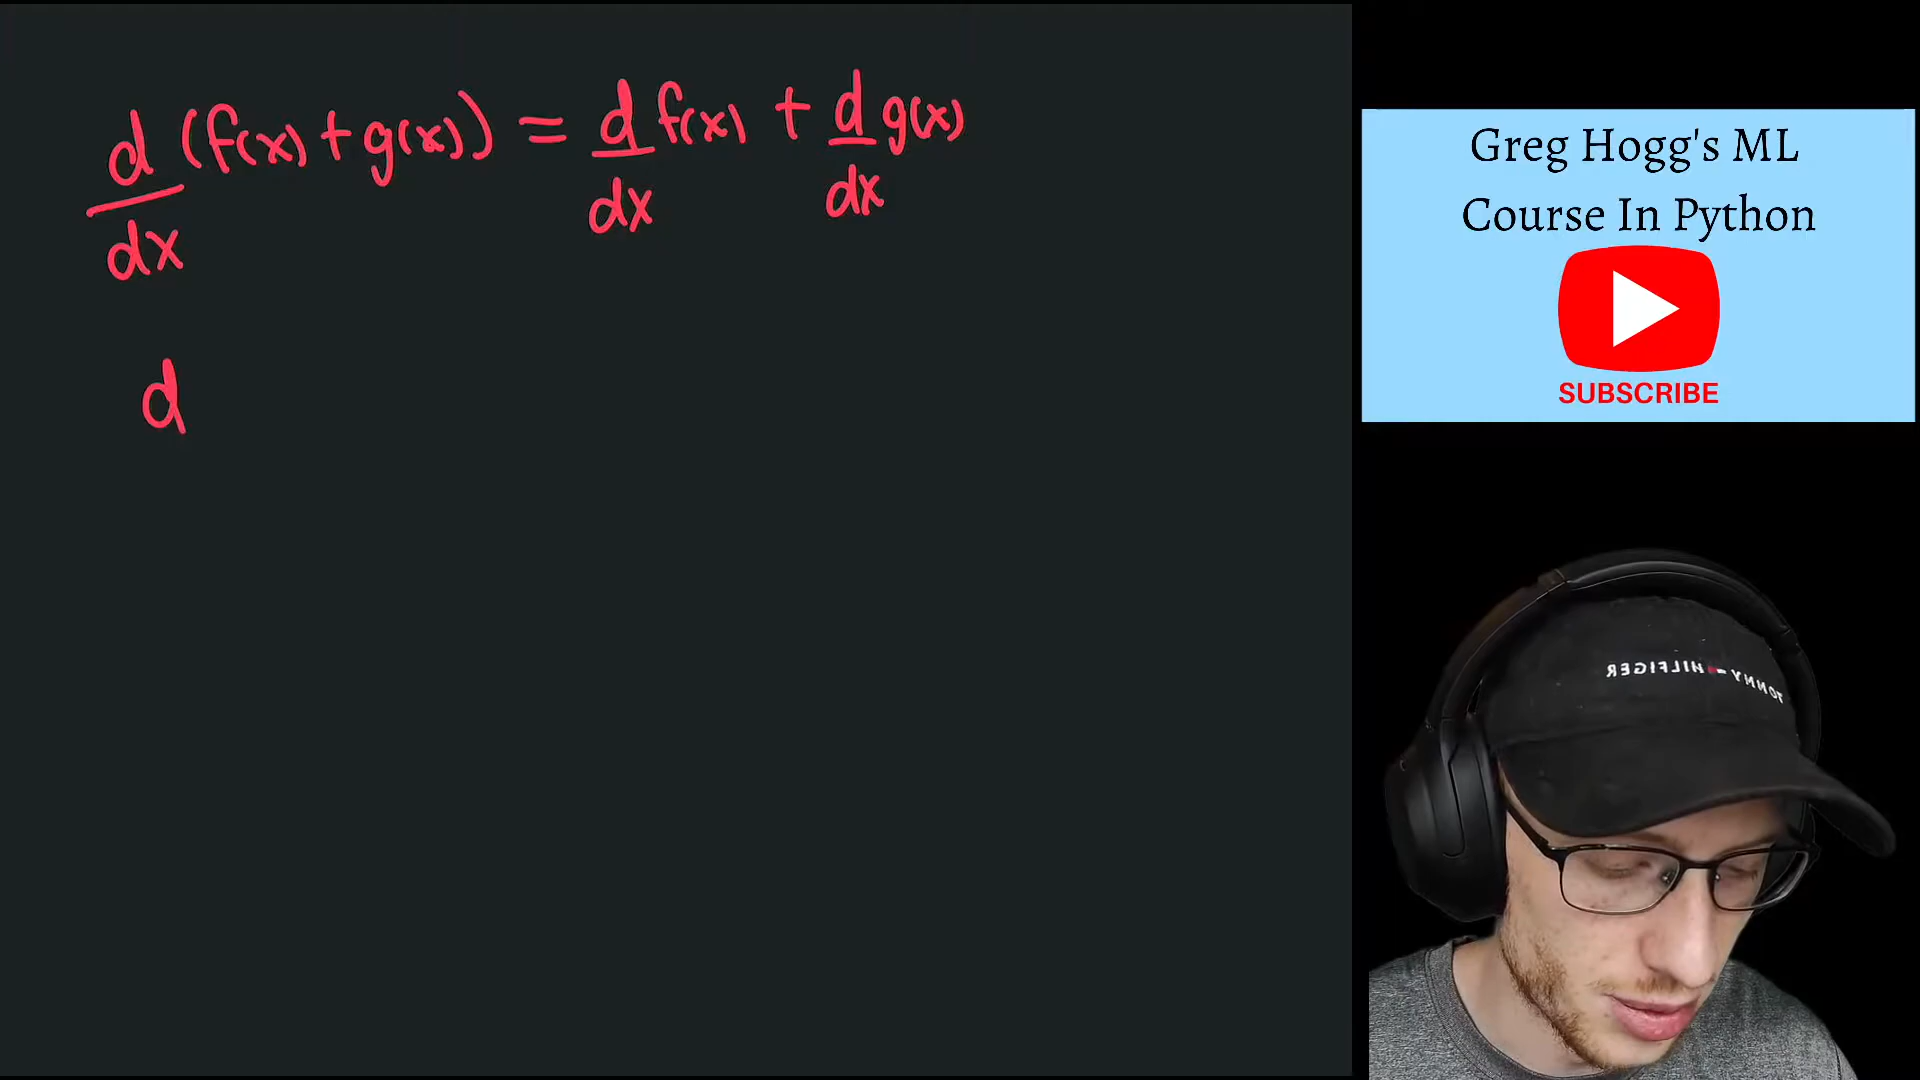 d/dx (f(x) + g(x)) = d/dx f(x) + d/dx g(x)
d
Greg Hogg's ML
Course In Python
SUBSCRIBE
TOMMY HILFIGER